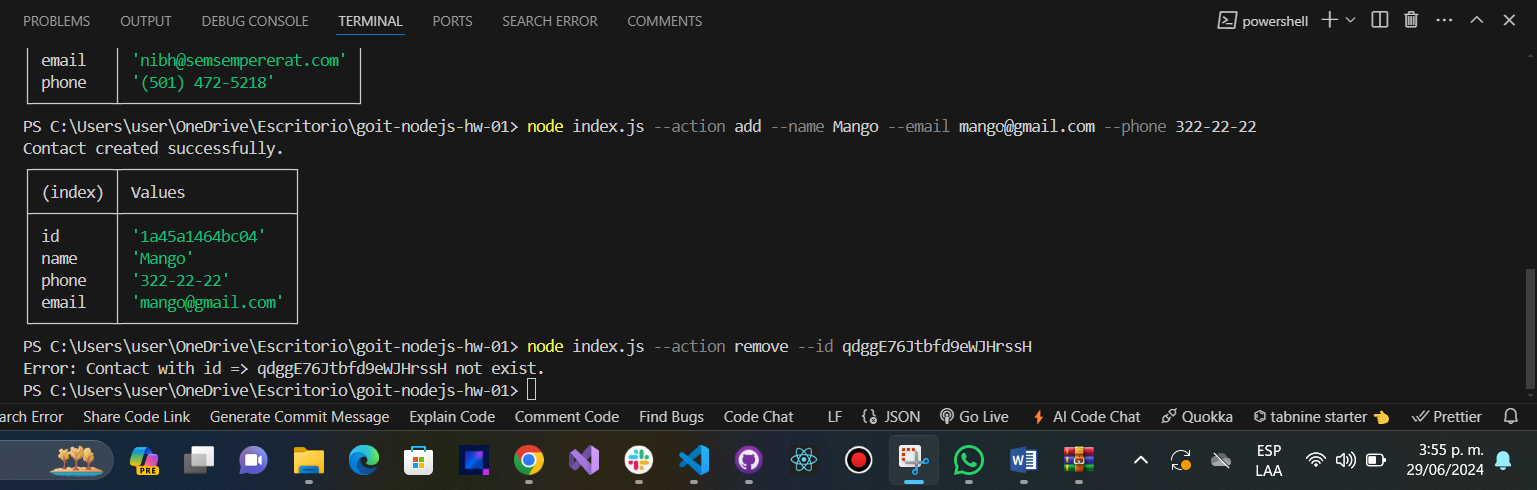 PROBLEMS OUTPUT DEBUG CONSOLE TERMINAL PORTS SEARCH ERROR COMMENTS powershell
email 'nibh@semsempererat.com'
phone '(501) 472-5218'
PS C:\Users\user\OneDrive\Escritorio\goit-nodejs-hw-01> node index.js --action add --name Mango --email mango@gmail.com --phone 322-22-22
Contact created successfully.
(index) Values
id '1a45a1464bc04'
name 'Mango'
phone '322-22-22'
email 'mango@gmail.com'
PS C:\Users\user\OneDrive\Escritorio\goit-nodejs-hw-01> node index.js --action remove --id qdggE76Jtbfd9eWJHrssH
Error: Contact with id => qdggE76Jtbfd9eWJHrssH not exist.
PS C:\Users\user\OneDrive\Escritorio\goit-nodejs-hw-01>
arch Error Share Code Link Generate Commit Message Explain Code Comment Code Find Bugs Code Chat LF {} JSON Go Live AI Code Chat Quokka tabnine starter 👈 Prettier
PRE ESP 3:55 p. m.
LAA 29/06/2024